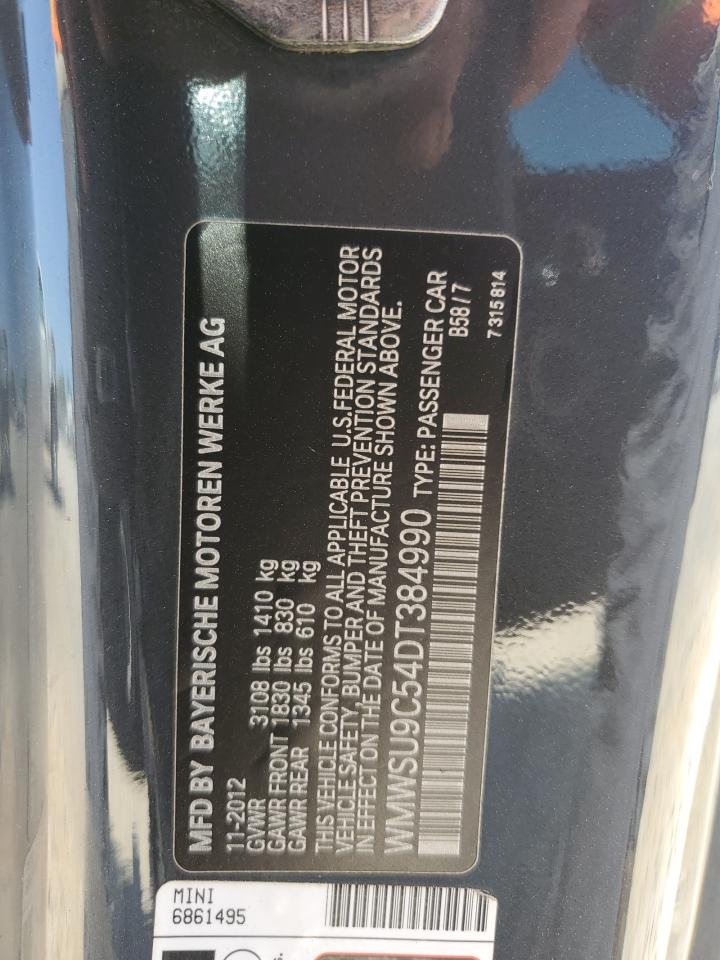 MFD BY BAYERISCHE MOTOREN WERKE AG
11-2012
GVWR 3108 lbs 1410 kg
GAWR FRONT 1830 lbs 830 kg
GAWR REAR 1345 lbs 610 kg
THIS VEHICLE CONFORMS TO ALL APPLICABLE U.S.FEDERAL MOTOR
VEHICLE SAFETY, BUMPER AND THEFT PREVENTION STANDARDS
IN EFFECT ON THE DATE OF MANUFACTURE SHOWN ABOVE.
WMWSU9C54DT384990 TYPE: PASSENGER CAR
B58/7
7 315 814
MINI
6861495